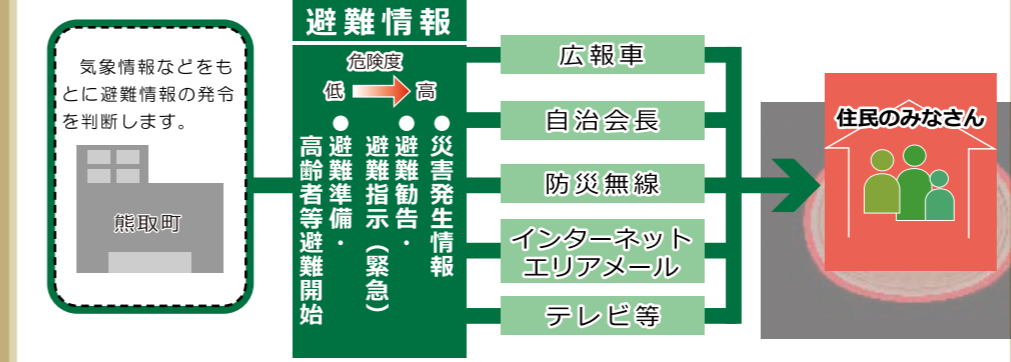 気象情報などをも
とに避難情報の発令
を判断します。
熊取町
避難情報
危険度
低 高
●避難準備・
高齢者等避難開始
●避難勧告・
避難指示（緊急）
●災害発生情報
広報車
自治会長
防災無線
インターネット
エリアメール
テレビ等
住民のみなさん